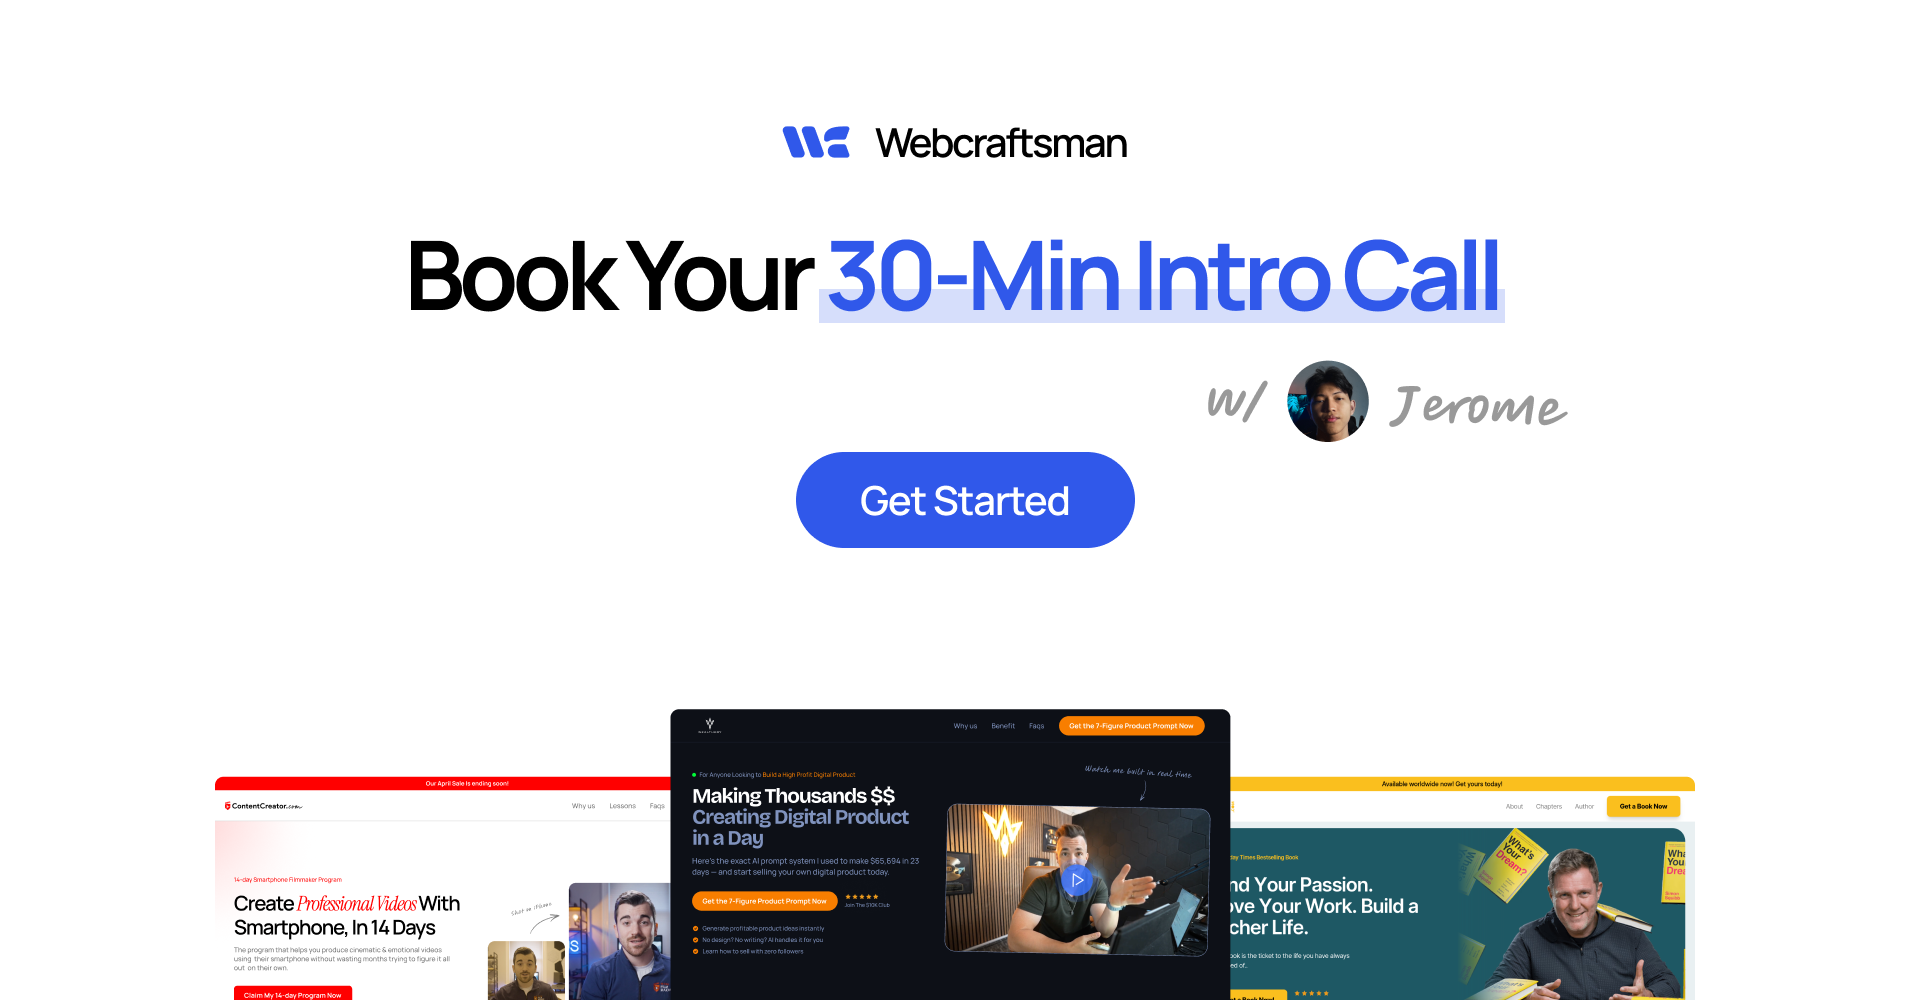 Webcraftsman
Book Your 30-Min Intro Call
w/ Jerome
Get Started
Our April Sale is ending soon!
ContentCreator.com
Why us Lessons Faqs
14-day Smartphone Filmmaker Program
Create Professional Videos With
Smartphone, In 14 Days
The program that helps you produce cinematic & emotional videos
using their smartphone without wasting months trying to figure it all
out on their own.
Claim My 14-day Program Now
Shot on iPhone
Why us Benefit Faqs
Get the 7-Figure Product Prompt Now
For Anyone Looking to Build a High Profit Digital Product
Making Thousands $$
Creating Digital Product
in a Day
Here's the exact AI prompt system I used to make $65,694 in 23
days — and start selling your own digital product today.
Get the 7-Figure Product Prompt Now
Join The $10K Club
Generate profitable product ideas instantly
No design? No writing? AI handles it for you
Learn how to sell with zero followers
Watch me built in real time
Available worldwide now! Get yours today!
About Chapters Author
Get a Book Now
day Times Bestselling Book
nd Your Passion.
ove Your Work. Build a
cher Life.
ook is the ticket to the life you have always
ed of..
t a Book Now!
What's
Your
Dream?